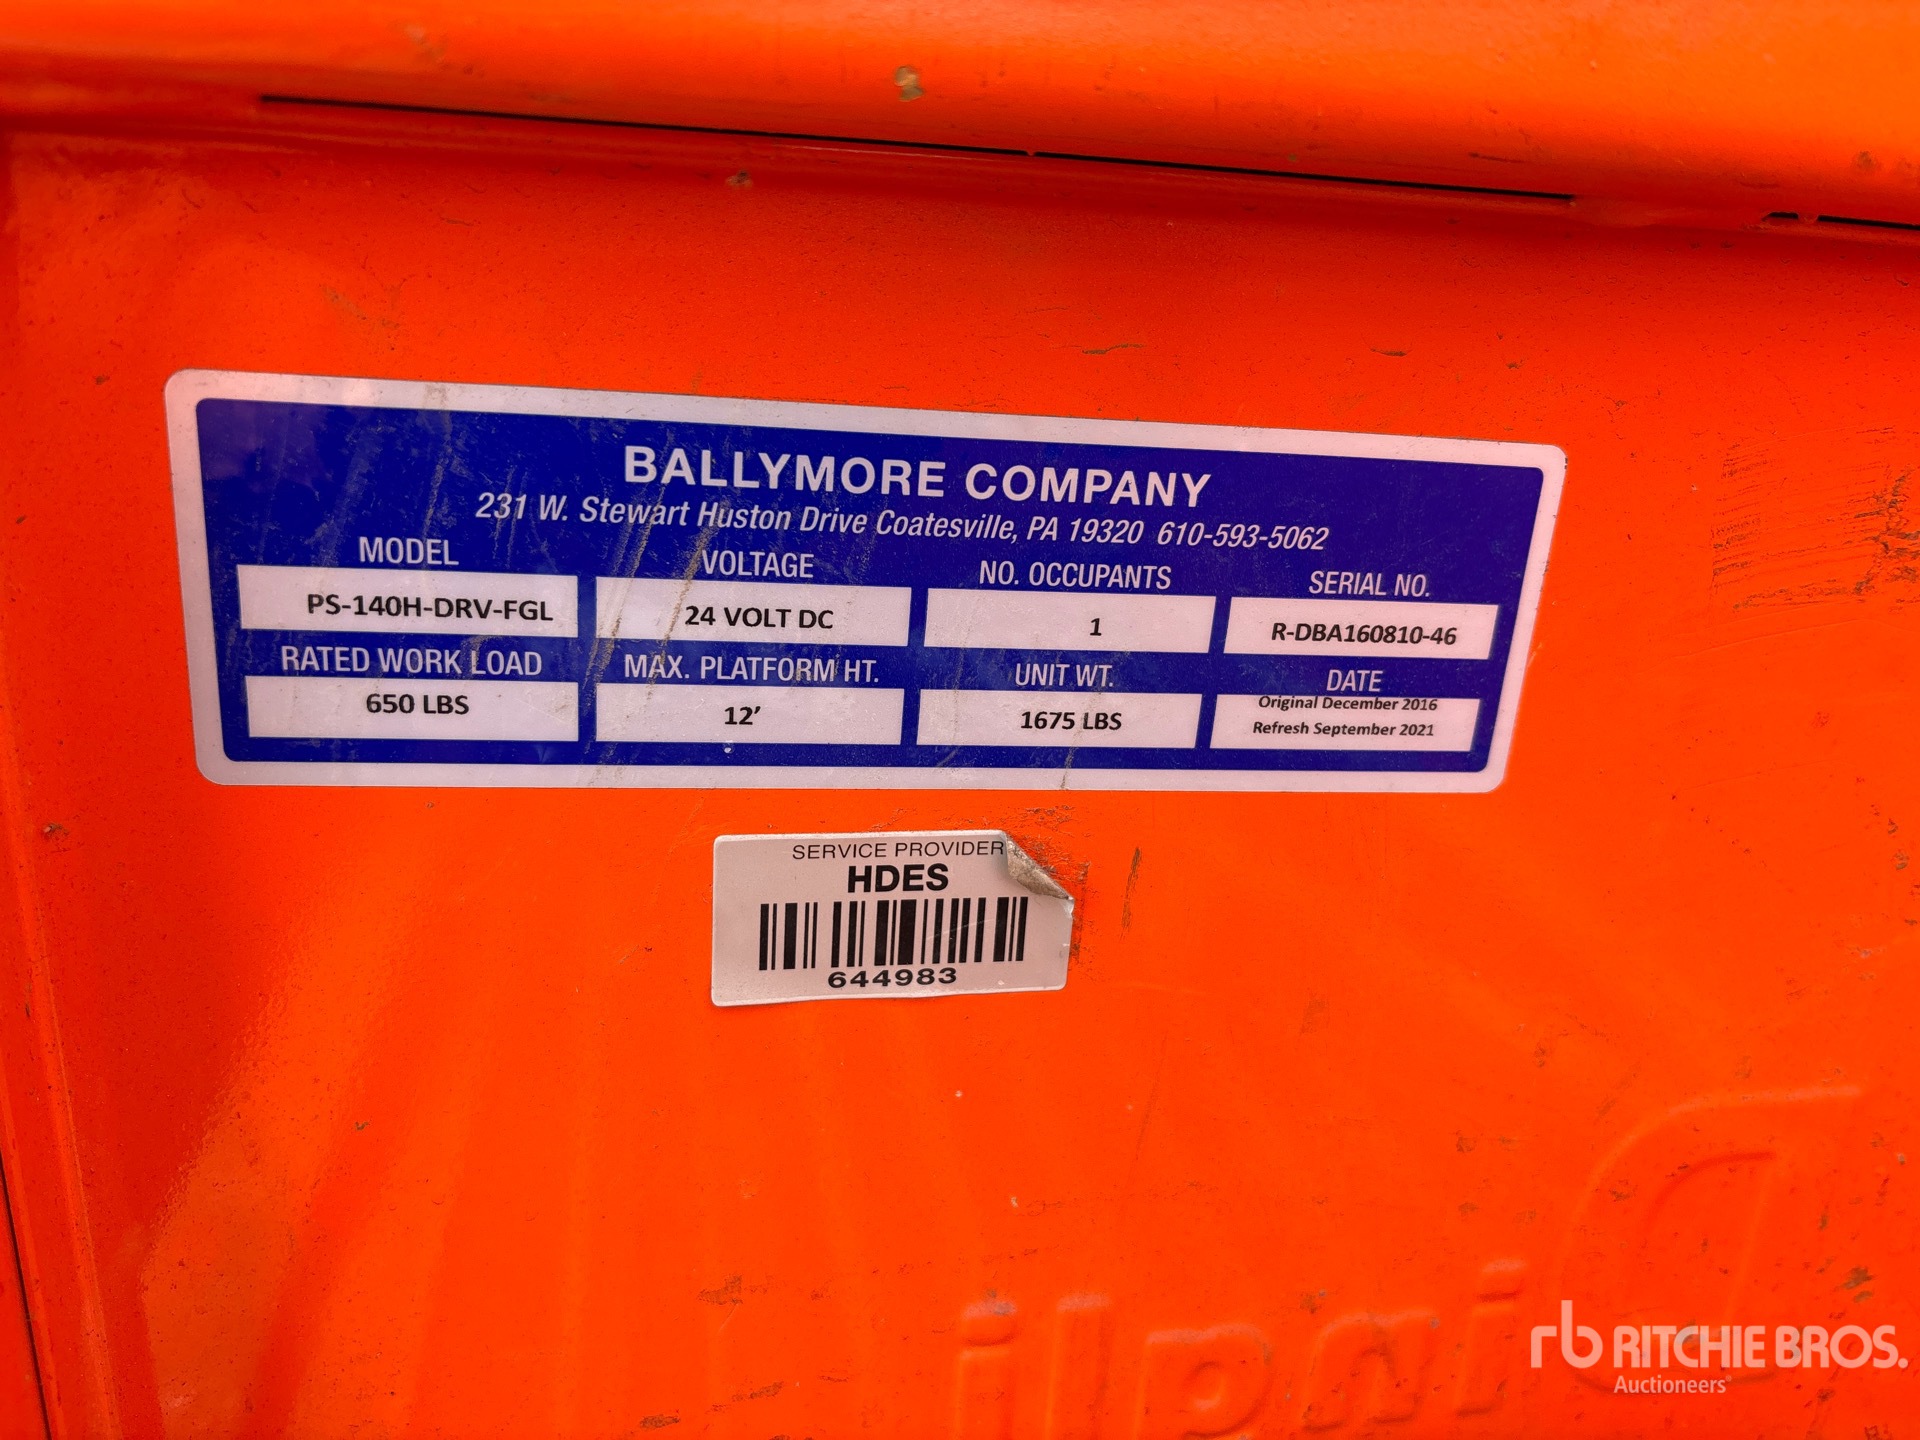 BALLYMORE COMPANY
231 W. Stewart Huston Drive Coatesville, PA 19320 610-593-5062
MODEL VOLTAGE NO. OCCUPANTS SERIAL NO.
PS-140H-DRV-FGL 24 VOLT DC 1 R-DBA160810-46
RATED WORK LOAD MAX. PLATFORM HT. UNIT WT. DATE
650 LBS 12' 1675 LBS Original December 2016
Refresh September 2021
SERVICE PROVIDER
HDES
644983
rb RITCHIE BROS.
Auctioneers